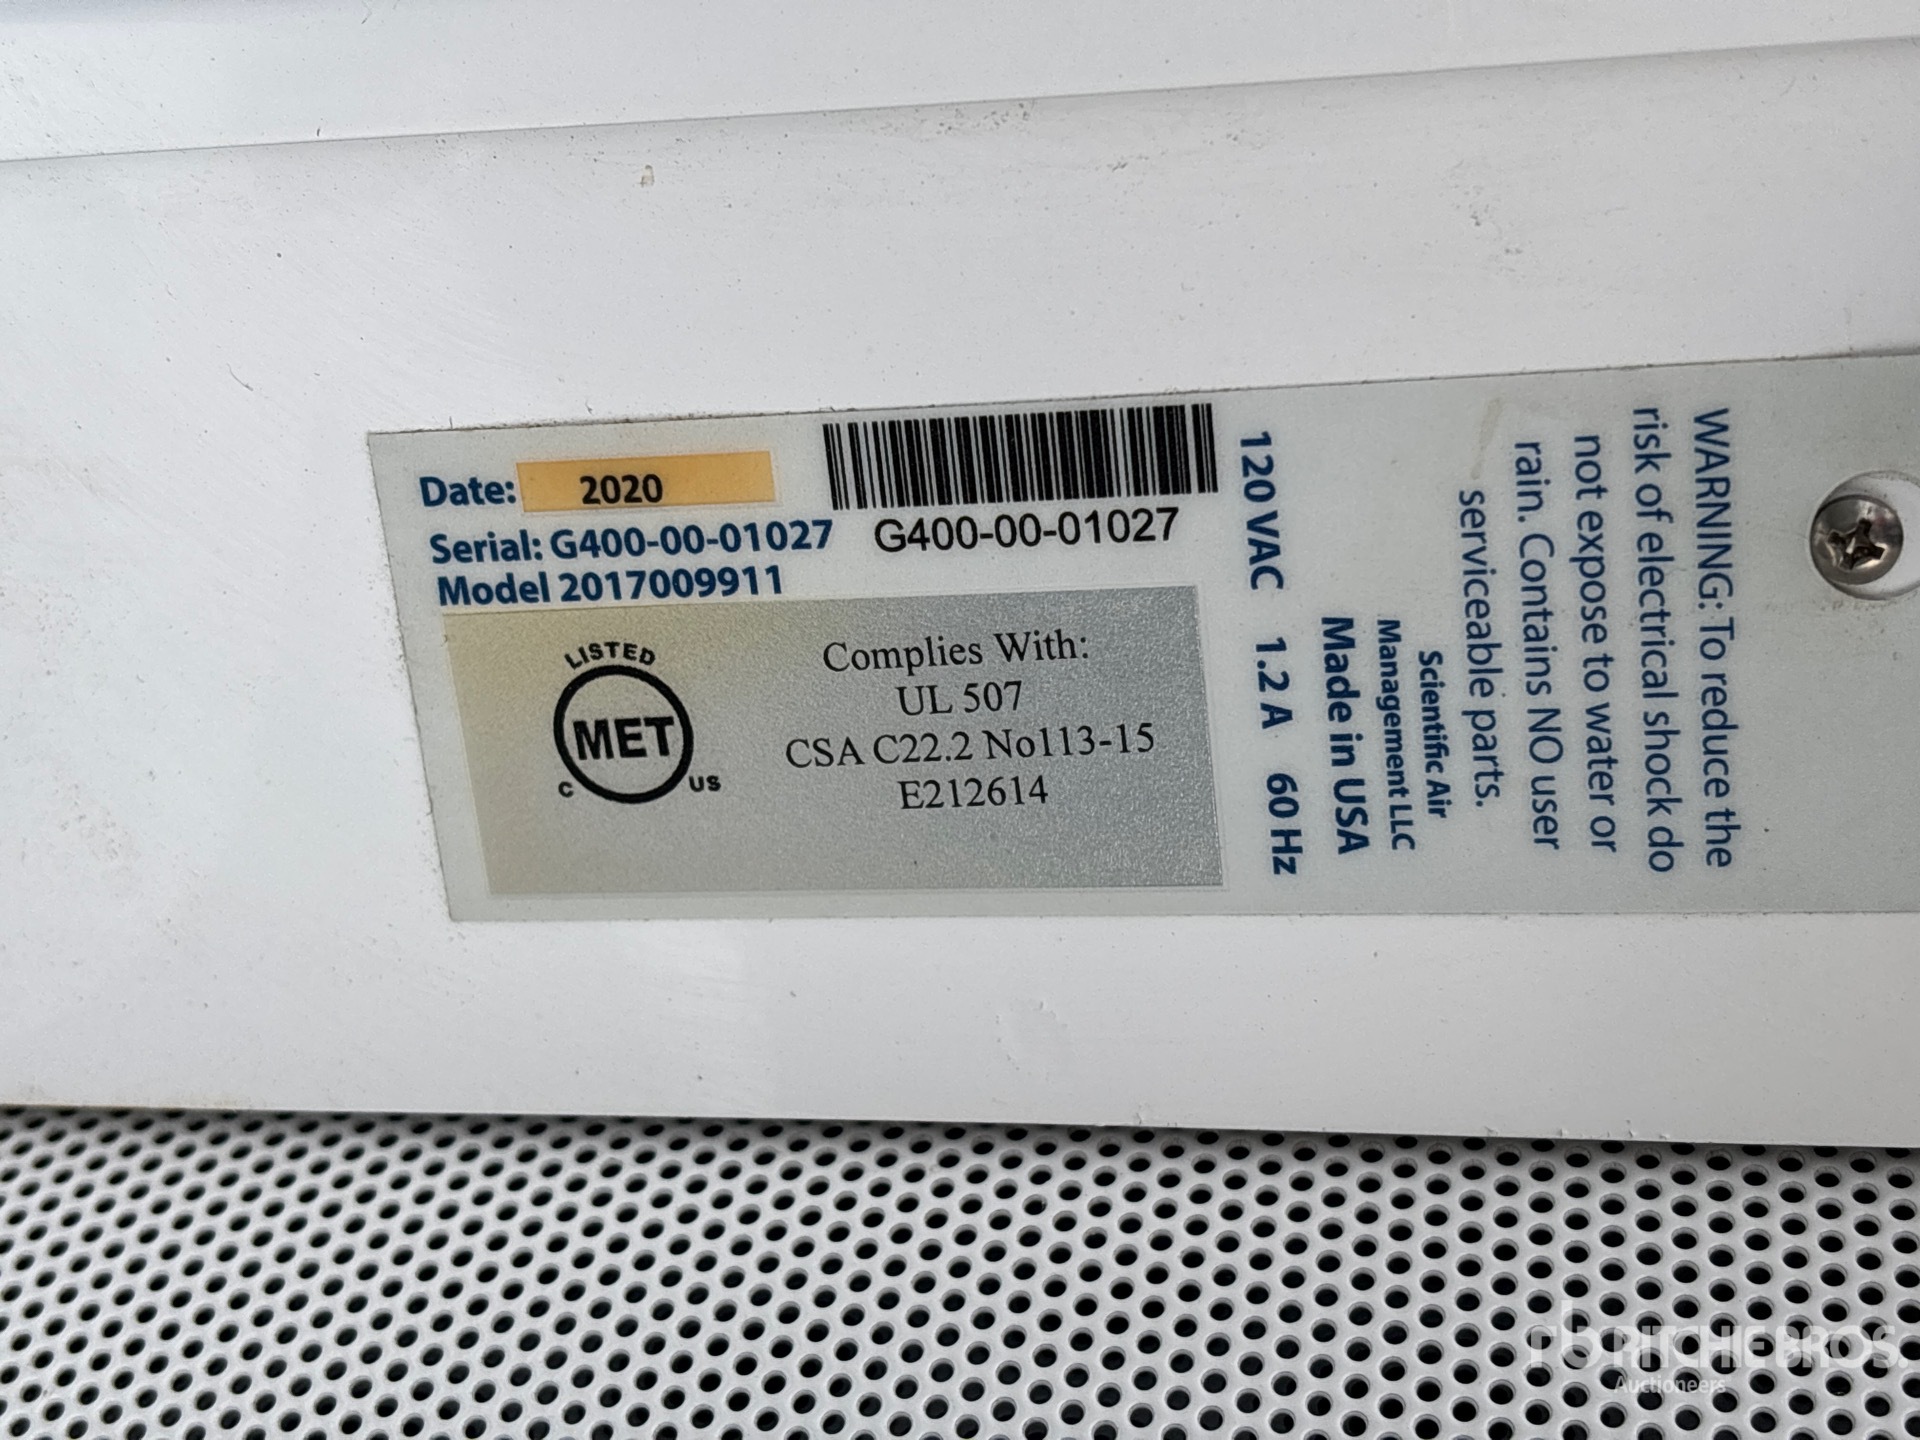 Date: 2020
Serial: G400-00-01027
Model 2017009911
G400-00-01027
LISTED
MET
C US
Complies With:
UL 507
CSA C22.2 No113-15
E212614
120 VAC 1.2 A 60 Hz
Made in USA
Scientific Air
Management LLC
WARNING: To reduce the
risk of electrical shock do
not expose to water or
rain. Contains NO user
serviceable parts.
rb RITCHIE BROS.
Auctioneers